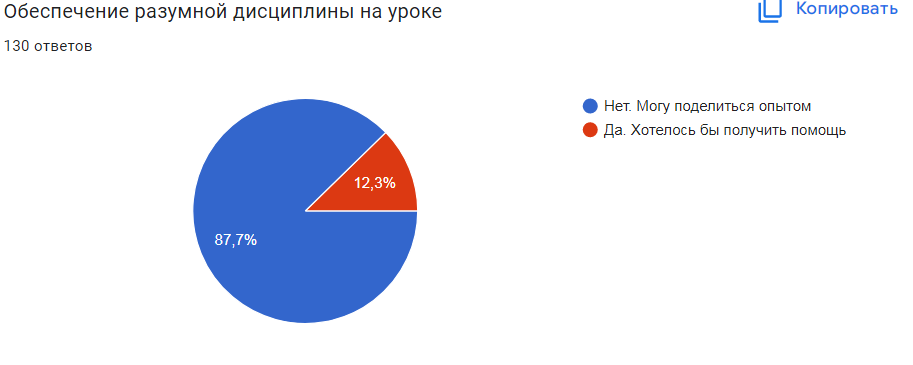 Обеспечение разумной дисциплины на уроке
Копировать
130 ответов
Нет. Могу поделиться опытом
Да. Хотелось бы получить помощь
12,3%
87,7%